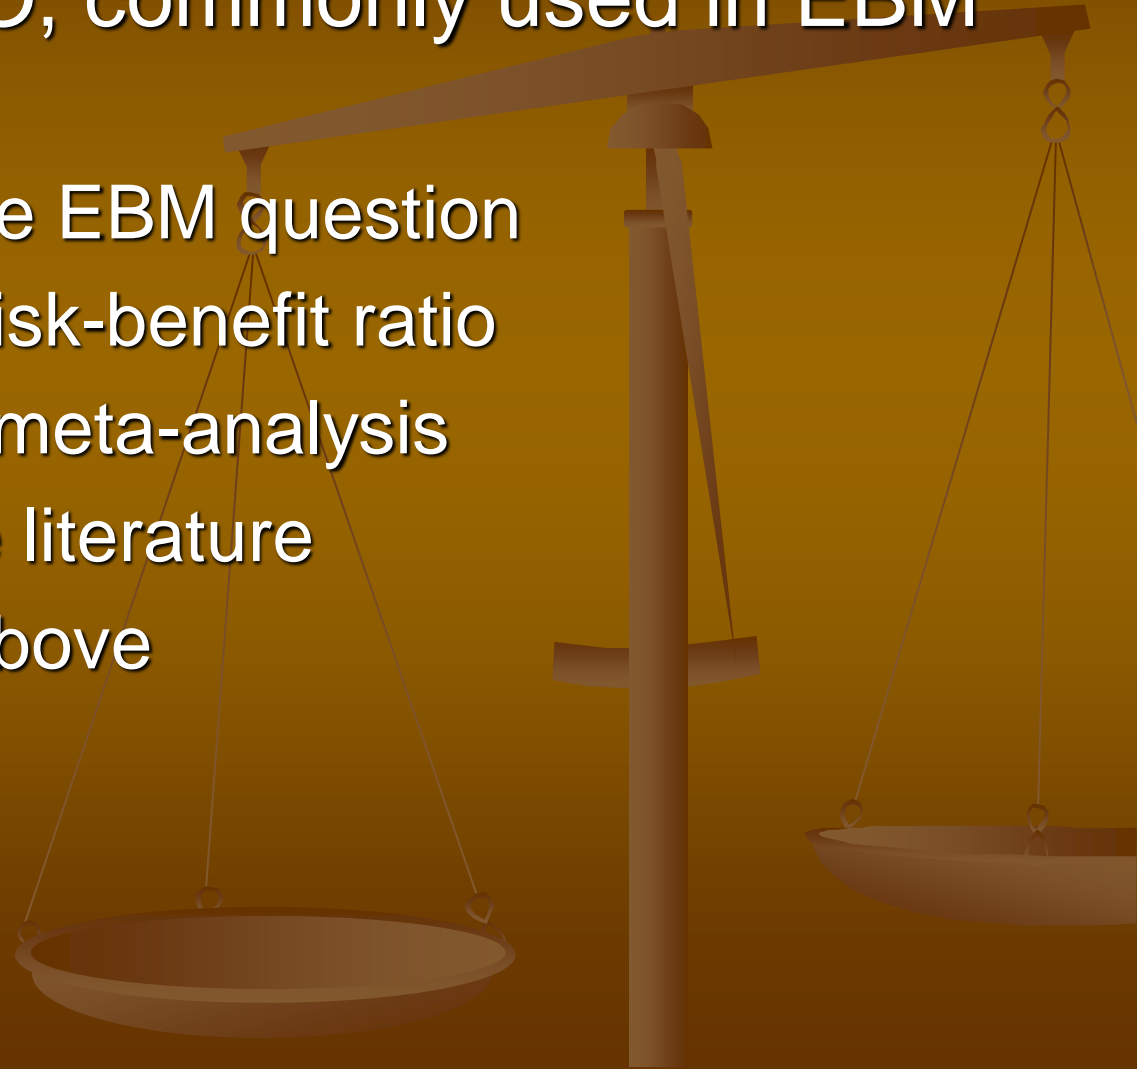 O, commonly used in EBM
e EBM question
isk-benefit ratio
meta-analysis
literature
bove